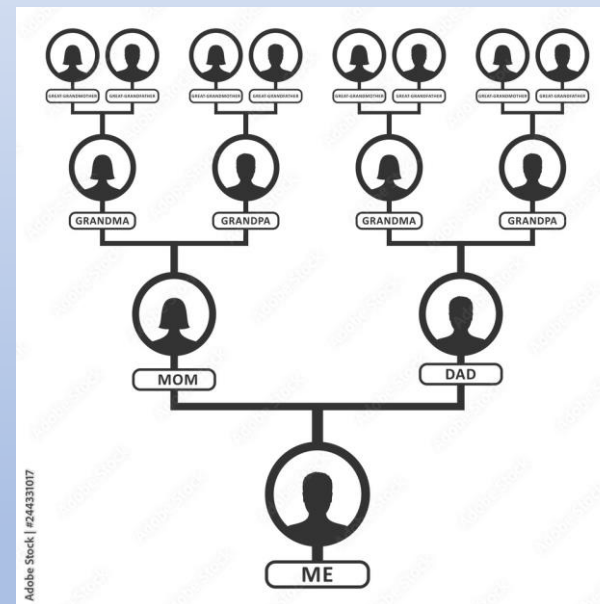 GREAT-GRANDMOTHER GREAT-GRANDFATHER GREAT-GRANDMOTHER GREAT-GRANDFATHER GREAT-GRANDMOTHER GREAT-GRANDFATHER GREAT-GRANDMOTHER GREAT-GRANDFATHER
GRANDMA GRANDPA GRANDMA GRANDPA
MOM DAD
ME
Adobe Stock | #244331017